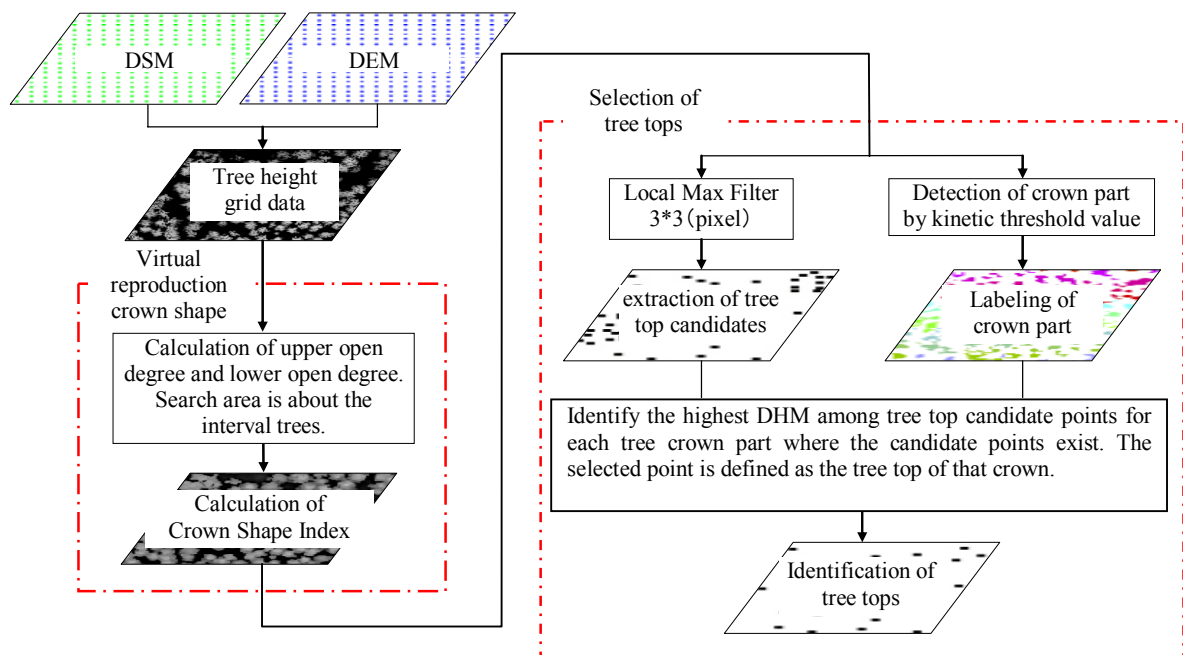 DSM
DEM
Tree height
grid data
Virtual
reproduction
crown shape
Calculation of upper open
degree and lower open degree.
Search area is about the
interval trees.
Calculation of
Crown Shape Index
Selection of
tree tops
Local Max Filter
3*3(pixel)
Detection of crown part
by kinetic threshold value
extraction of tree
top candidates
Labeling of
crown part
Identify the highest DHM among tree top candidate points for
each tree crown part where the candidate points exist. The
selected point is defined as the tree top of that crown.
Identification of
tree tops